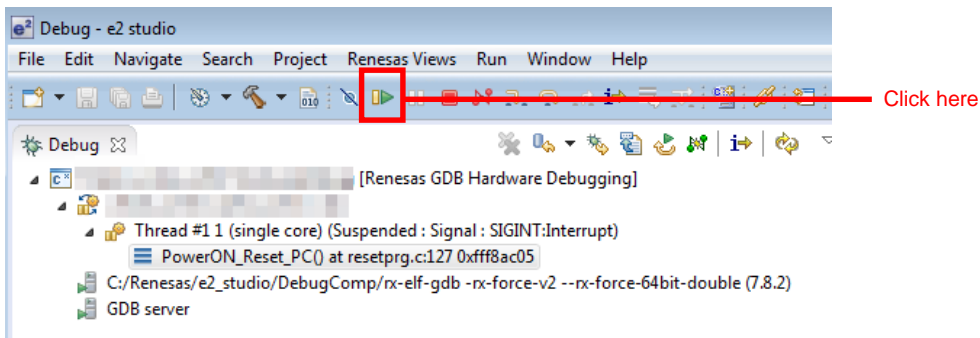 Debug - e2 studio
File Edit Navigate Search Project Renesas Views Run Window Help
Click here
Debug
[Renesas GDB Hardware Debugging]
Thread #1 1 (single core) (Suspended : Signal : SIGINT:Interrupt)
PowerON_Reset_PC() at resetprg.c:127 0xfff8ac05
C:/Renesas/e2_studio/DebugComp/rx-elf-gdb -rx-force-v2 --rx-force-64bit-double (7.8.2)
GDB server